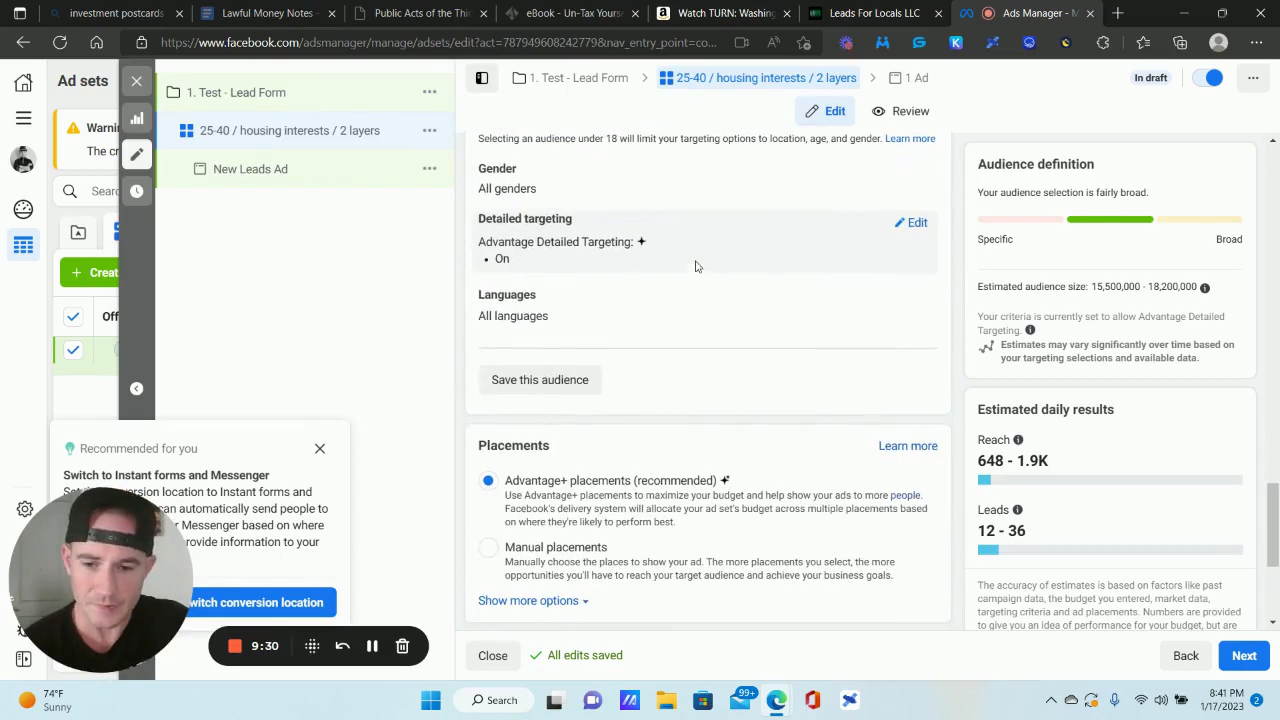 investment postcards
Lead Money Notes -
Public Acts of the Thi
eBook - Un-Tax Yours
Watch TURN: Washing
Leads For Locals LLC
Ads Manager - M
https://www.facebook.com/adsmanager/manage/adsets/edit?act=787949608242779&nav_entry_point=co...
Ad sets
Warnin
The cr
Searc
Creat
Off
1. Test - Lead Form
25-40 / housing interests / 2 layers
New Leads Ad
1. Test - Lead Form
25-40 / housing interests / 2 layers
1 Ad
In draft
Edit
Review
Selecting an audience under 18 will limit your targeting options to location, age, and gender. Learn more
Gender
All genders
Detailed targeting
Edit
Advantage Detailed Targeting:
• On
Languages
All languages
Save this audience
Placements
Learn more
Advantage+ placements (recommended)
Use Advantage+ placements to maximize your budget and help show your ads to more people.
Facebook's delivery system will allocate your ad set's budget across multiple placements based
on where they're likely to perform best.
Manual placements
Manually choose the places to show your ad. The more placements you select, the more
opportunities you'll have to reach your target audience and achieve your business goals.
Show more options
Close
All edits saved
Back
Next
Audience definition
Your audience selection is fairly broad.
Specific
Broad
Estimated audience size: 15,500,000 - 18,200,000
Your criteria is currently set to allow Advantage Detailed
Targeting.
Estimates may vary significantly over time based on
your targeting selections and available data.
Estimated daily results
Reach
648 - 1.9K
Leads
12 - 36
The accuracy of estimates is based on factors like past
campaign data, the budget you entered, market data,
targeting criteria and ad placements. Numbers are provided
to give you an idea of performance for your budget, but are
Recommended for you
Switch to Instant forms and Messenger
version location to Instant forms and
can automatically send people to
r Messenger based on where
rovide information to your
witch conversion location
9:30
74°F
Sunny
Search
99+
8:41 PM
1/17/2023
2